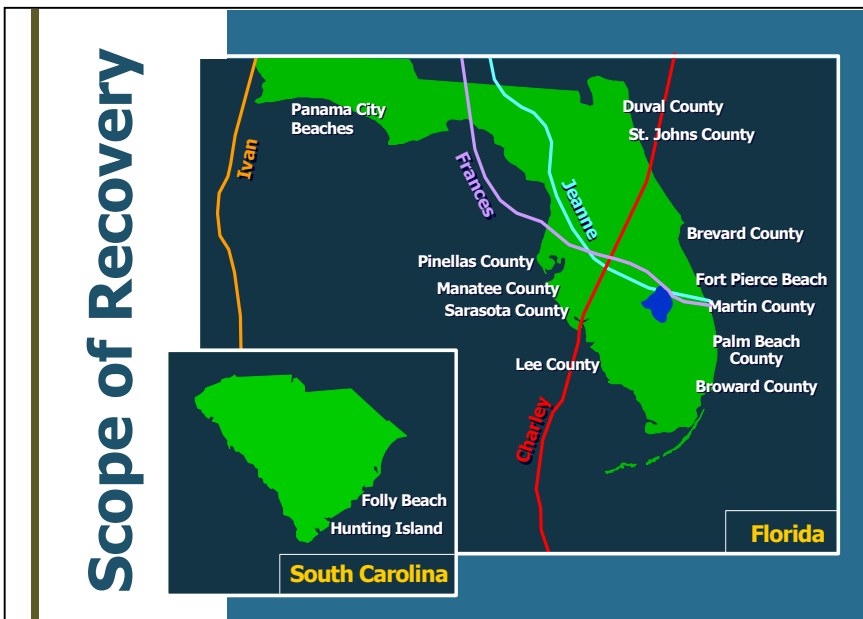 Scope of Recovery
Panama City
Beaches
Ivan
Frances
Jeanne
Duval County
St. Johns County
Brevard County
Pinellas County
Manatee County
Sarasota County
Fort Pierce Beach
Martin County
Palm Beach
County
Lee County
Broward County
Charley
Folly Beach
Hunting Island
South Carolina
Florida